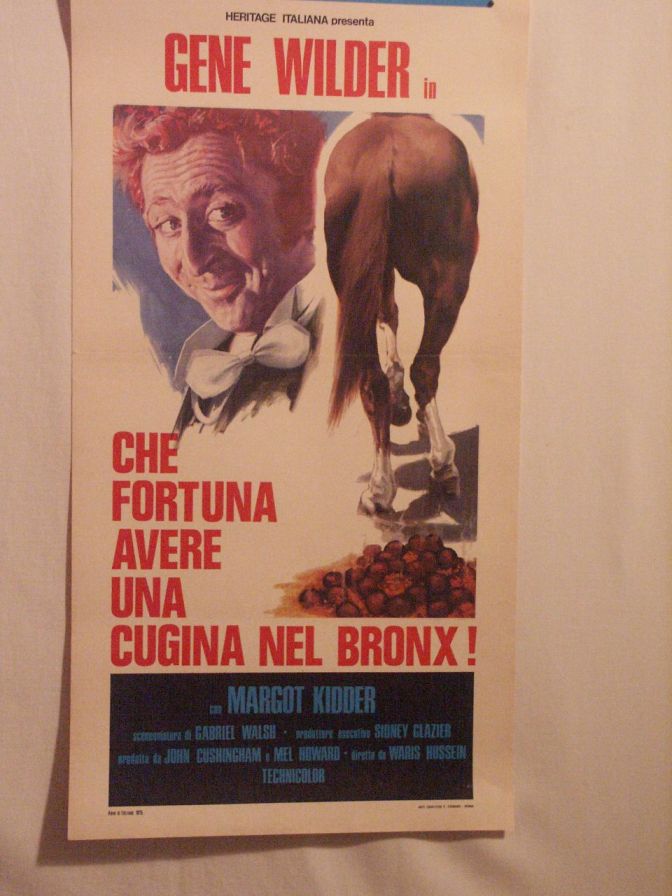 HERITAGE ITALIANA presenta
GENE WILDER in
CHE
FORTUNA
AVERE
UNA
CUGINA NEL BRONX!
con MARGOT KIDDER
sceneggiatura di GABRIEL WALSH · produttore esecutivo SIDNEY GLAZIER
prodotto da JOHN CUSHINGHAM e MEL HOWARD · diretto da WARIS HUSSEIN
TECHNICOLOR